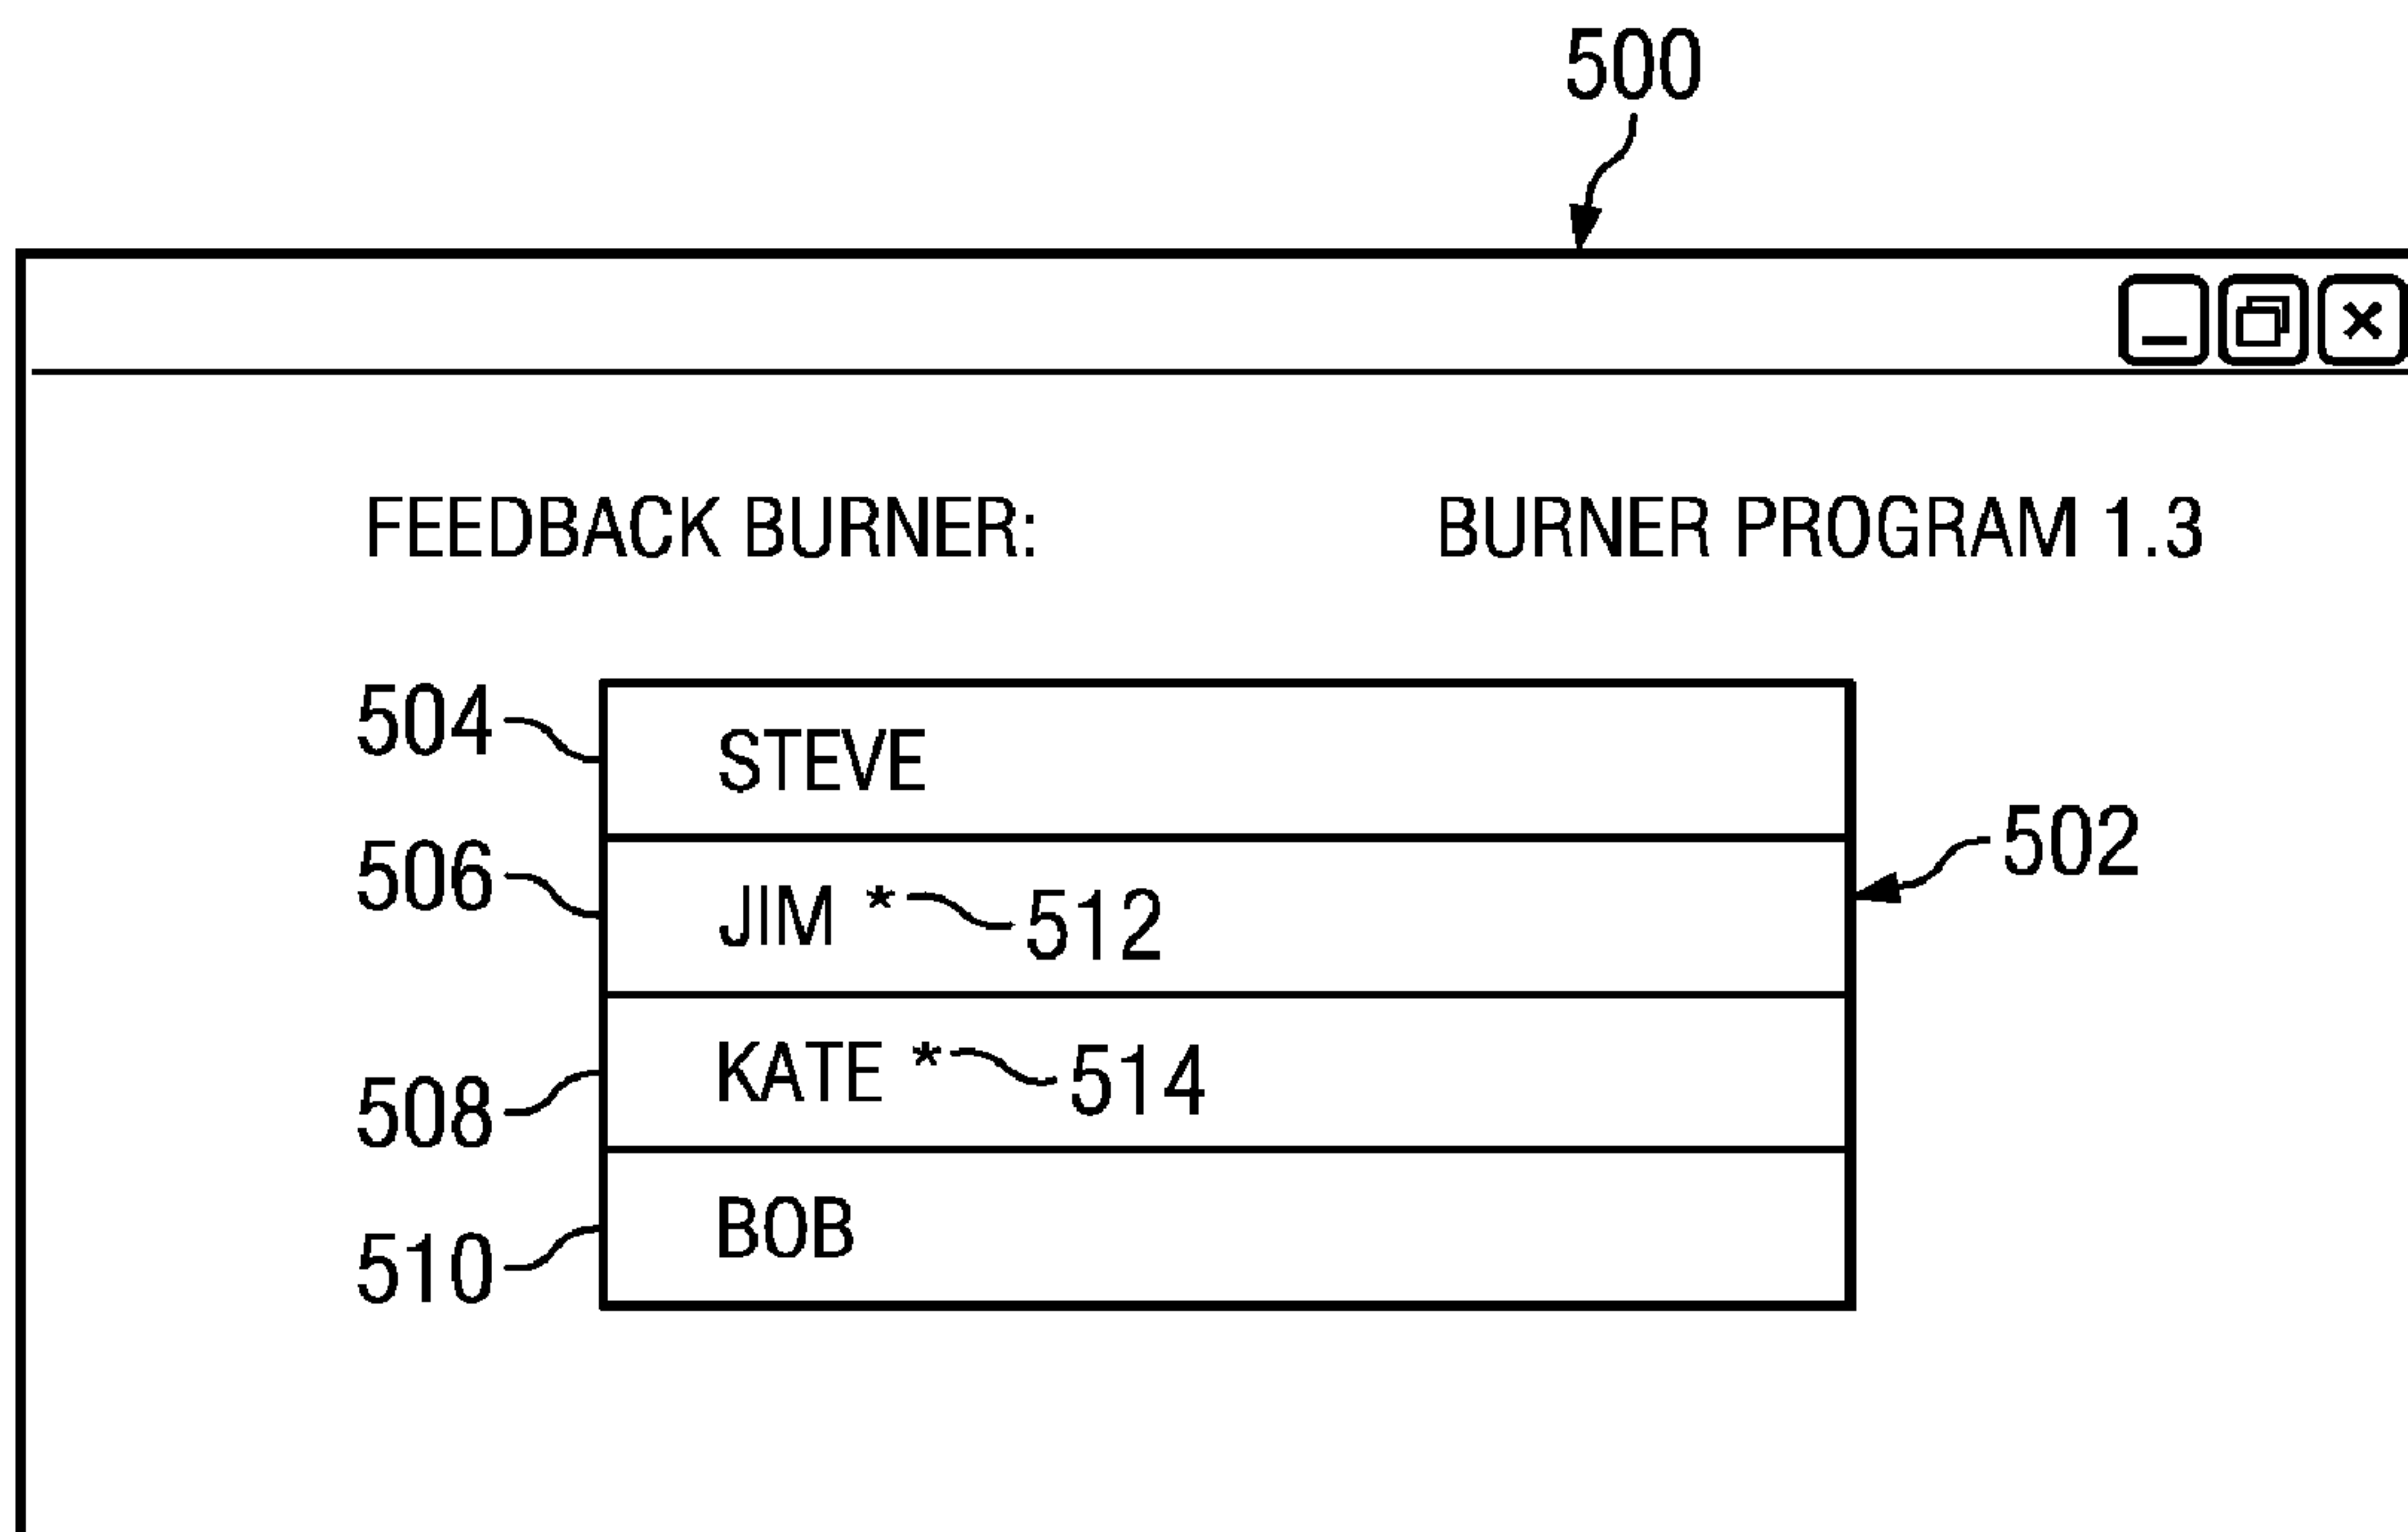 500
FEEDBACK BURNER: BURNER PROGRAM 1.3
504 STEVE
502
506 JIM * 512
508 KATE * 514
510 BOB